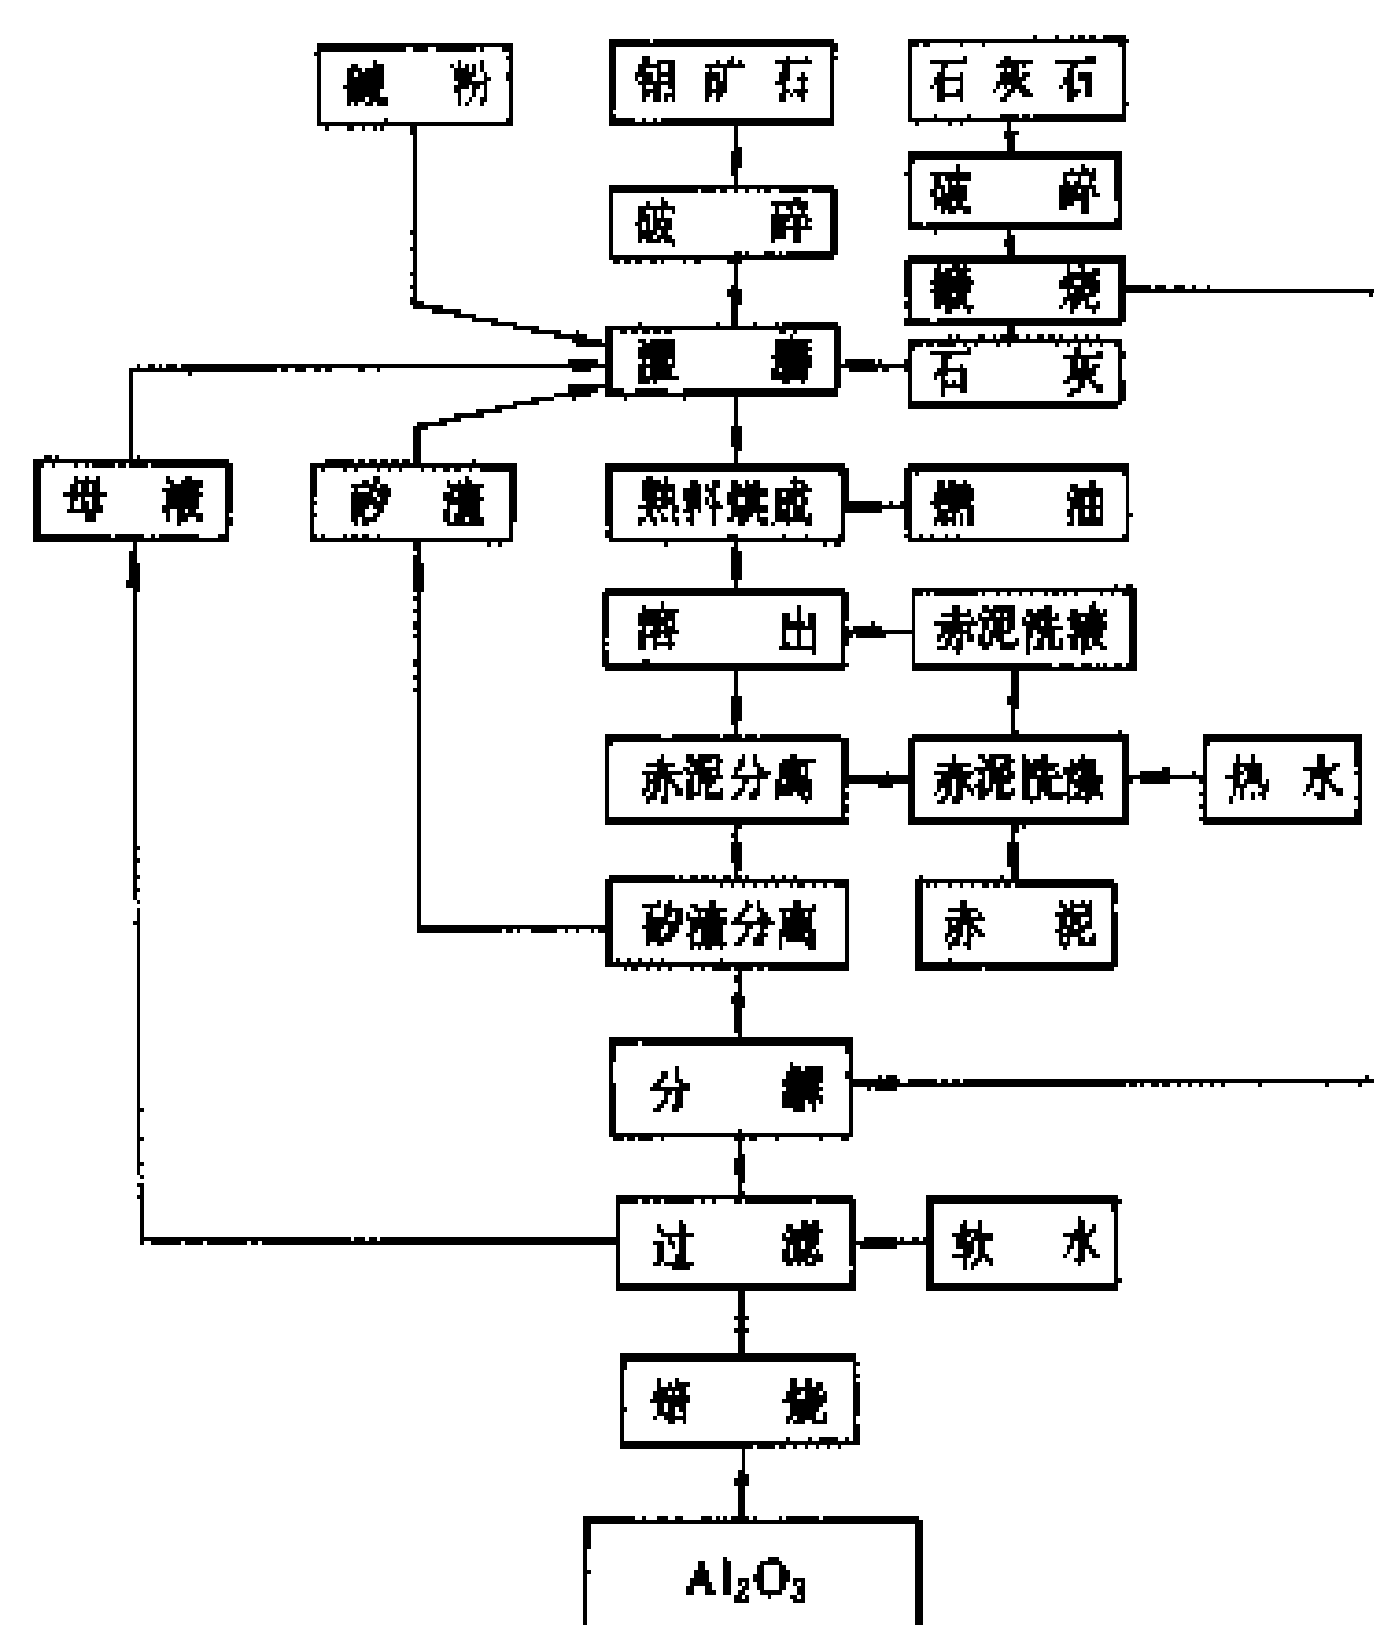 碱 粉 铝 矿 石 石 灰 石
破 碎
破 碎
煅 烧
湿 磨 石 灰
母 液 矽 渣 熟料烧成 燃 油
溶 出 赤泥洗液
赤泥分离 赤泥洗涤 热 水
矽渣分离 赤 泥
分 解
过 滤 软 水
焙 烧
Al₂O₃